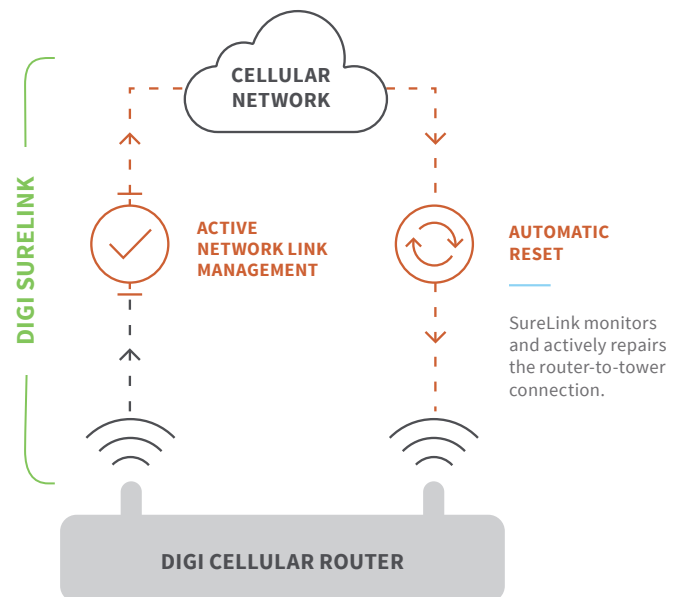 CELLULAR
NETWORK
DIGI SURELINK
ACTIVE
NETWORK LINK
MANAGEMENT
AUTOMATIC
RESET
SureLink monitors
and actively repairs
the router-to-tower
connection.
DIGI CELLULAR ROUTER